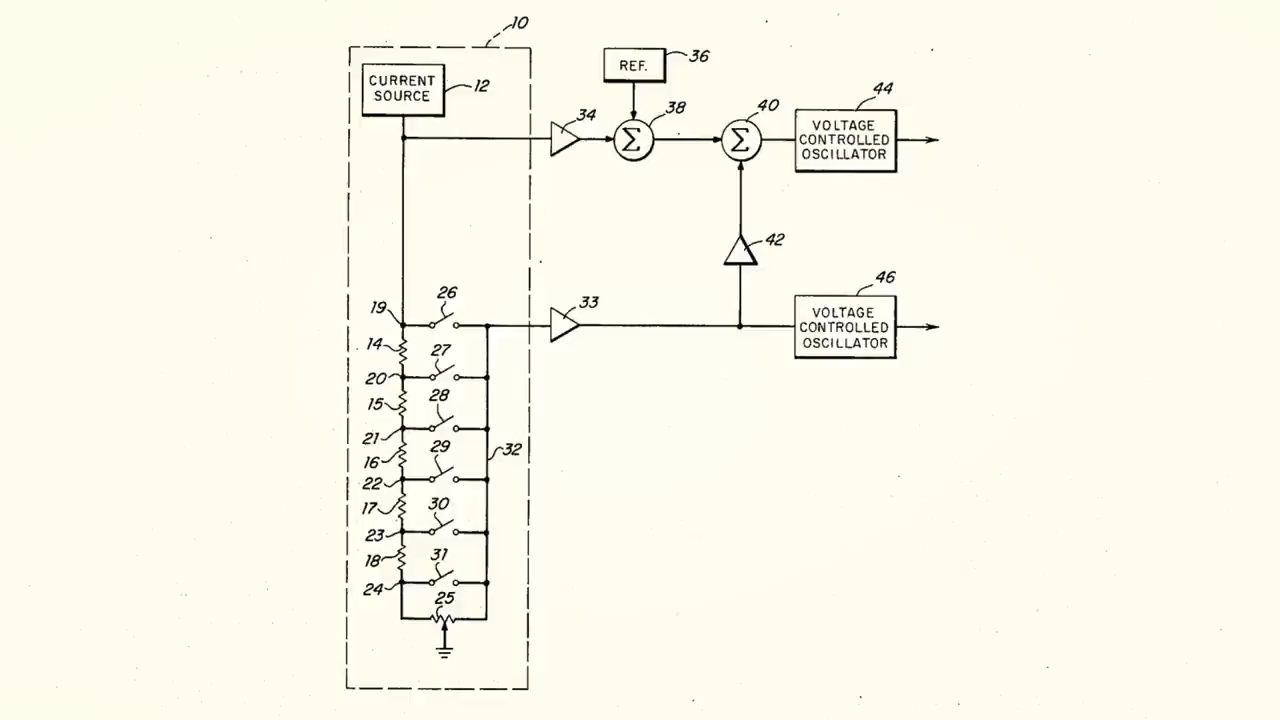 10
CURRENT
SOURCE
12
REF.
36
34
Σ
38
Σ
40
44
VOLTAGE
CONTROLLED
OSCILLATOR
42
19
26
33
46
VOLTAGE
CONTROLLED
OSCILLATOR
14
27
20
15
28
21
16
29
32
22
17
30
23
18
31
24
25